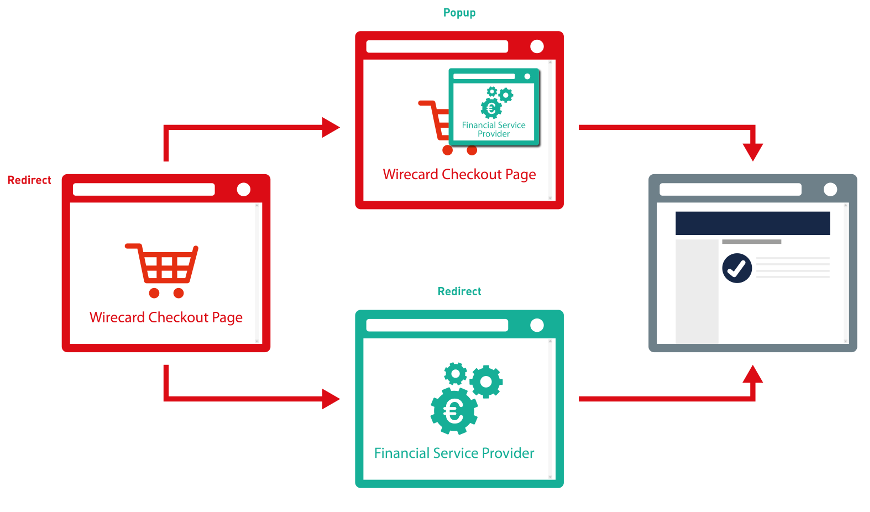 Popup
Financial Service
Provider
Wirecard Checkout Page
Redirect
Wirecard Checkout Page
Redirect
€
Financial Service Provider